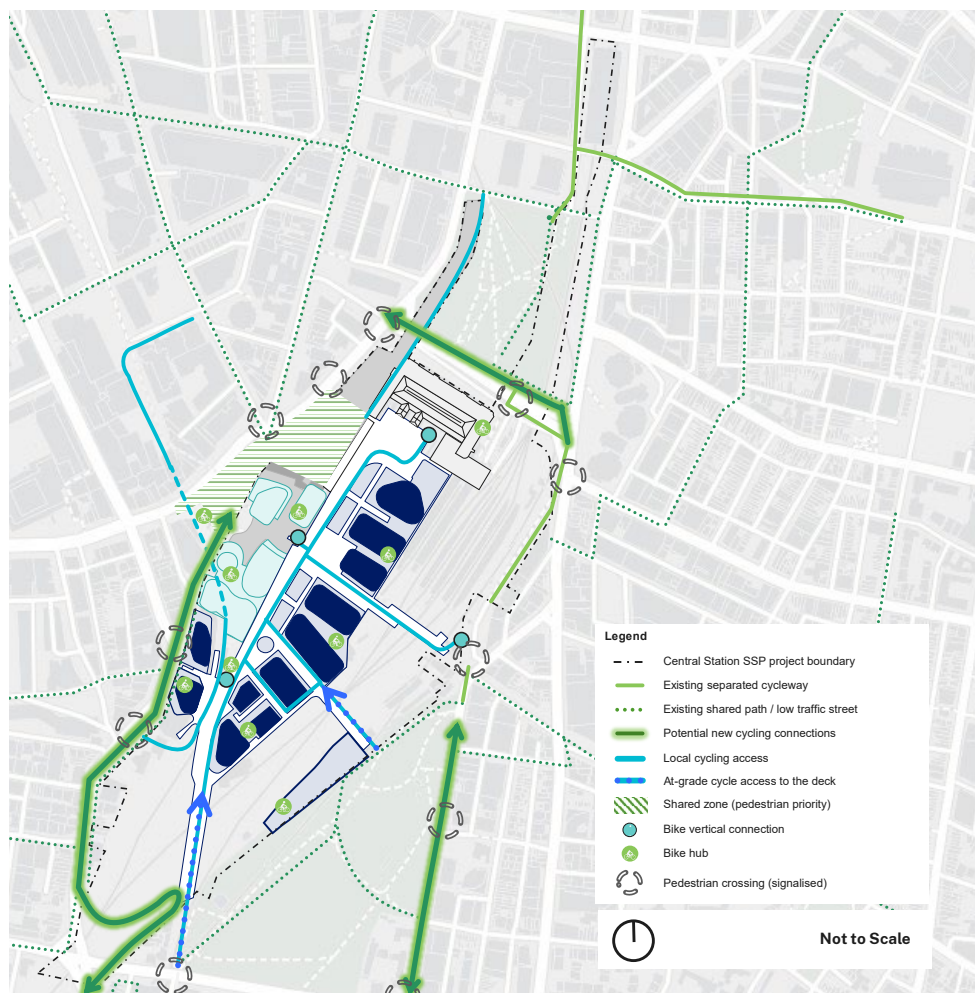 Legend
Central Station SSP project boundary
Existing separated cycleway
Existing shared path / low traffic street
Potential new cycling connections
Local cycling access
At-grade cycle access to the deck
Shared zone (pedestrian priority)
Bike vertical connection
Bike hub
Pedestrian crossing (signalised)
Not to Scale